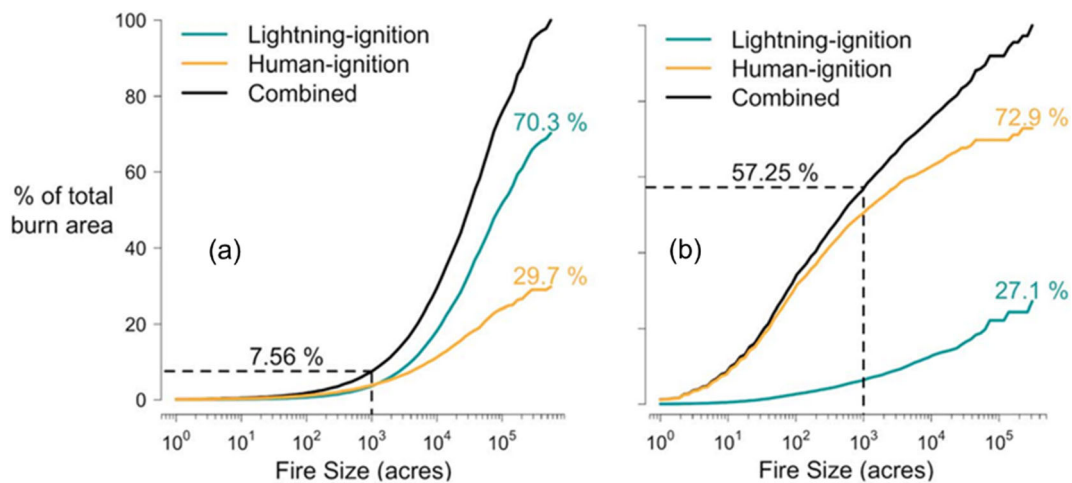 100
80
60
40
20
0
% of total
burn area
Lightning-ignition
Human-ignition
Combined
70.3 %
(a)
29.7 %
7.56 %
10⁰ 10¹ 10² 10³ 10⁴ 10⁵
Fire Size (acres)
Lightning-ignition
Human-ignition
Combined
72.9 %
57.25 %
(b)
27.1 %
10⁰ 10¹ 10² 10³ 10⁴ 10⁵
Fire Size (acres)